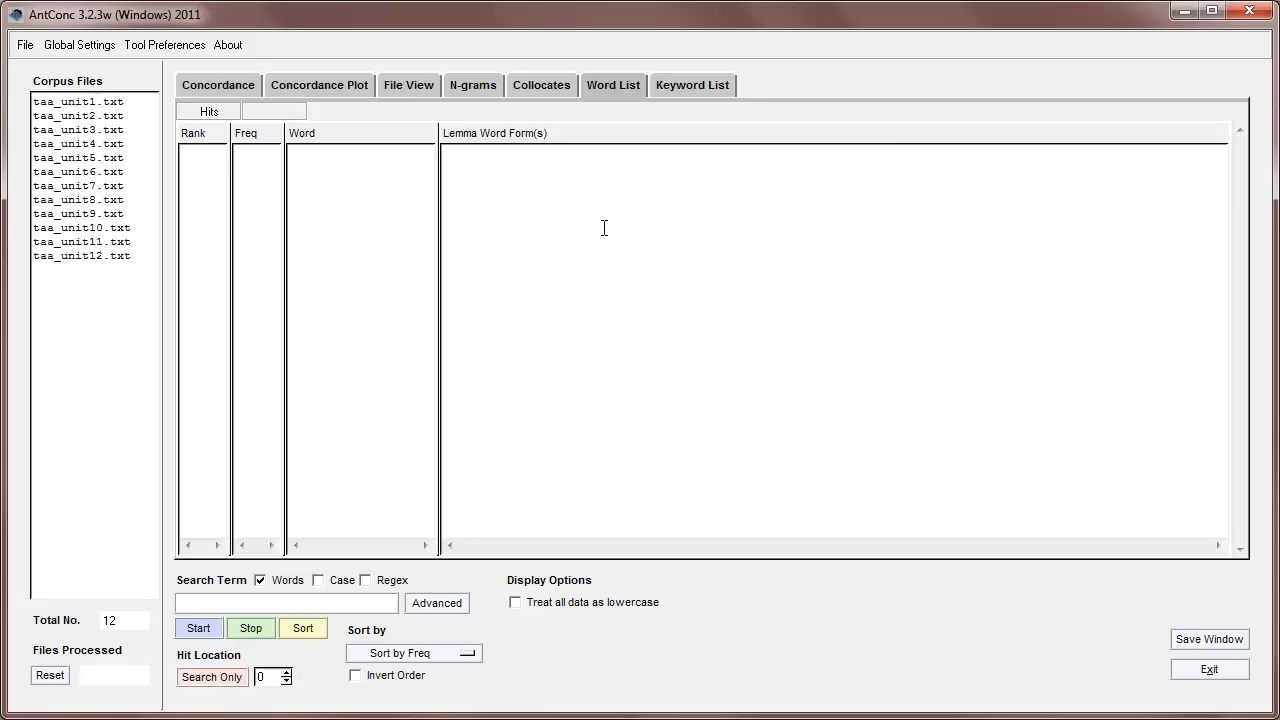 AntConc 3.2.3w (Windows) 2011
File Global Settings Tool Preferences About
Corpus Files
taa_unit1.txt
taa_unit2.txt
taa_unit3.txt
taa_unit4.txt
taa_unit5.txt
taa_unit6.txt
taa_unit7.txt
taa_unit8.txt
taa_unit9.txt
taa_unit10.txt
taa_unit11.txt
taa_unit12.txt
Total No. 12
Files Processed
Reset
Concordance Concordance Plot File View N-grams Collocates Word List Keyword List
Hits
Rank Freq Word Lemma Word Form(s)
Search Term Words Case Regex
Advanced
Start Stop Sort
Hit Location
Search Only 0
Sort by
Sort by Freq
Invert Order
Display Options
Treat all data as lowercase
Save Window
Exit